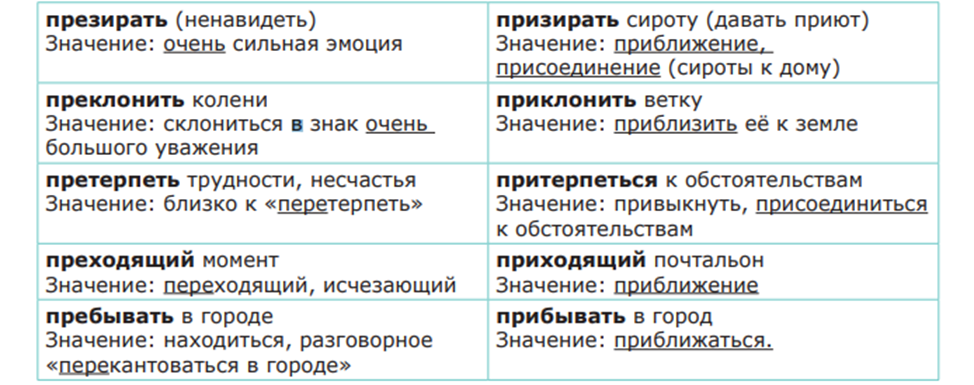 презирать (ненавидеть)
Значение: очень сильная эмоция
призирать сироту (давать приют)
Значение: приближение,
присоединение (сироты к дому)
преклонить колени
Значение: склониться в знак очень
большого уважения
приклонить ветку
Значение: приблизить её к земле
претерпеть трудности, несчастья
Значение: близко к «перетерпеть»
притерпеться к обстоятельствам
Значение: привыкнуть, присоединиться
к обстоятельствам
преходящий момент
Значение: переходящий, исчезающий
приходящий почтальон
Значение: приближение
пребывать в городе
Значение: находиться, разговорное
«перекантоваться в городе»
прибывать в город
Значение: приближаться.